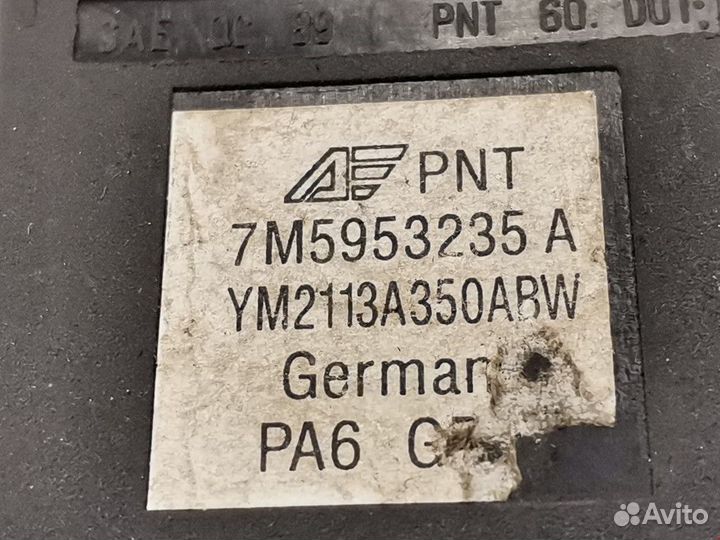 PNT 60. DOT:
PNT
7M5953235 A
YM2113A350ABW
German
PA6
Avito